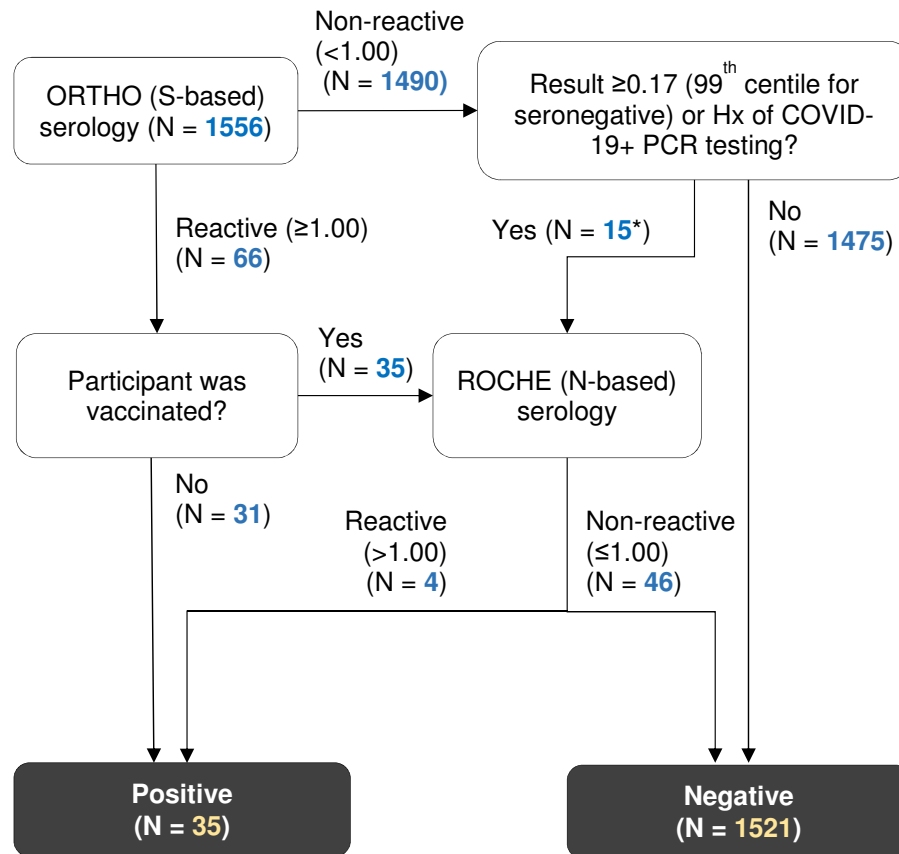 Non-reactive
(<1.00)
(N = 1490)
ORTHO (S-based)
serology (N = 1556)
Result ≥0.17 (99th centile for
seronegative) or Hx of COVID-
19+ PCR testing?
Reactive (≥1.00)
(N = 66)
Yes (N = 15*)
No
(N = 1475)
Participant was
vaccinated?
Yes
(N = 35)
ROCHE (N-based)
serology
No
(N = 31)
Reactive
(>1.00)
(N = 4)
Non-reactive
(≤1.00)
(N = 46)
Positive
(N = 35)
Negative
(N = 1521)